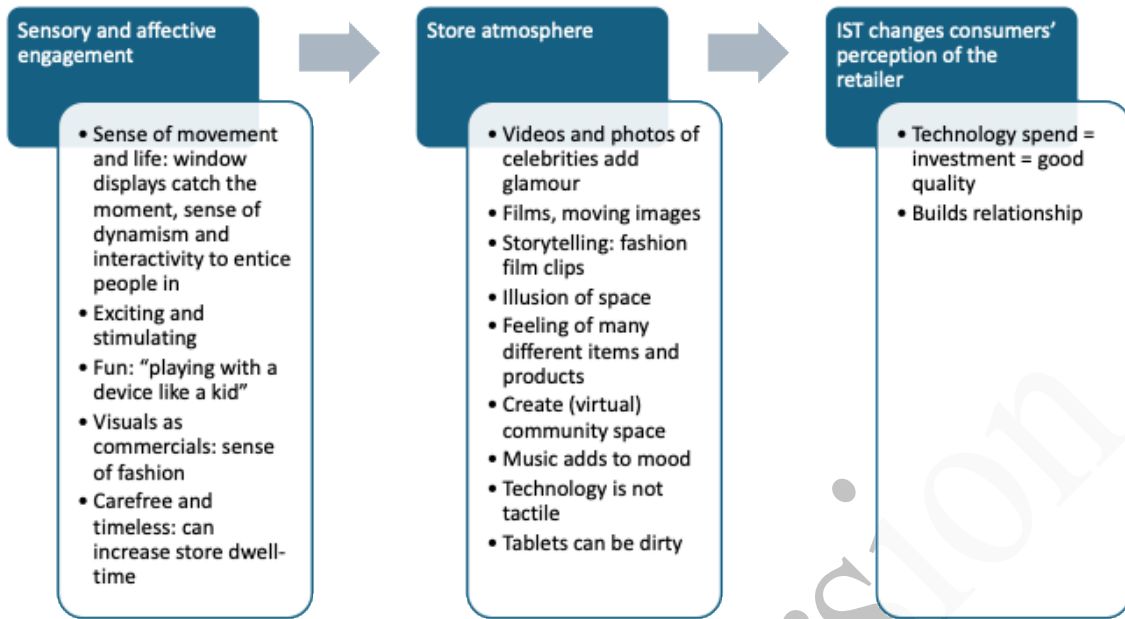 Sensory and affective
engagement
• Sense of movement
and life: window
displays catch the
moment, sense of
dynamism and
interactivity to entice
people in
• Exciting and
stimulating
• Fun: “playing with a
device like a kid”
• Visuals as
commercials: sense
of fashion
• Carefree and
timeless: can
increase store dwell-
time
Store atmosphere
• Videos and photos of
celebrities add
glamour
• Films, moving images
• Storytelling: fashion
film clips
• Illusion of space
• Feeling of many
different items and
products
• Create (virtual)
community space
• Music adds to mood
• Technology is not
tactile
• Tablets can be dirty
IST changes consumers’
perception of the
retailer
• Technology spend =
investment = good
quality
• Builds relationship